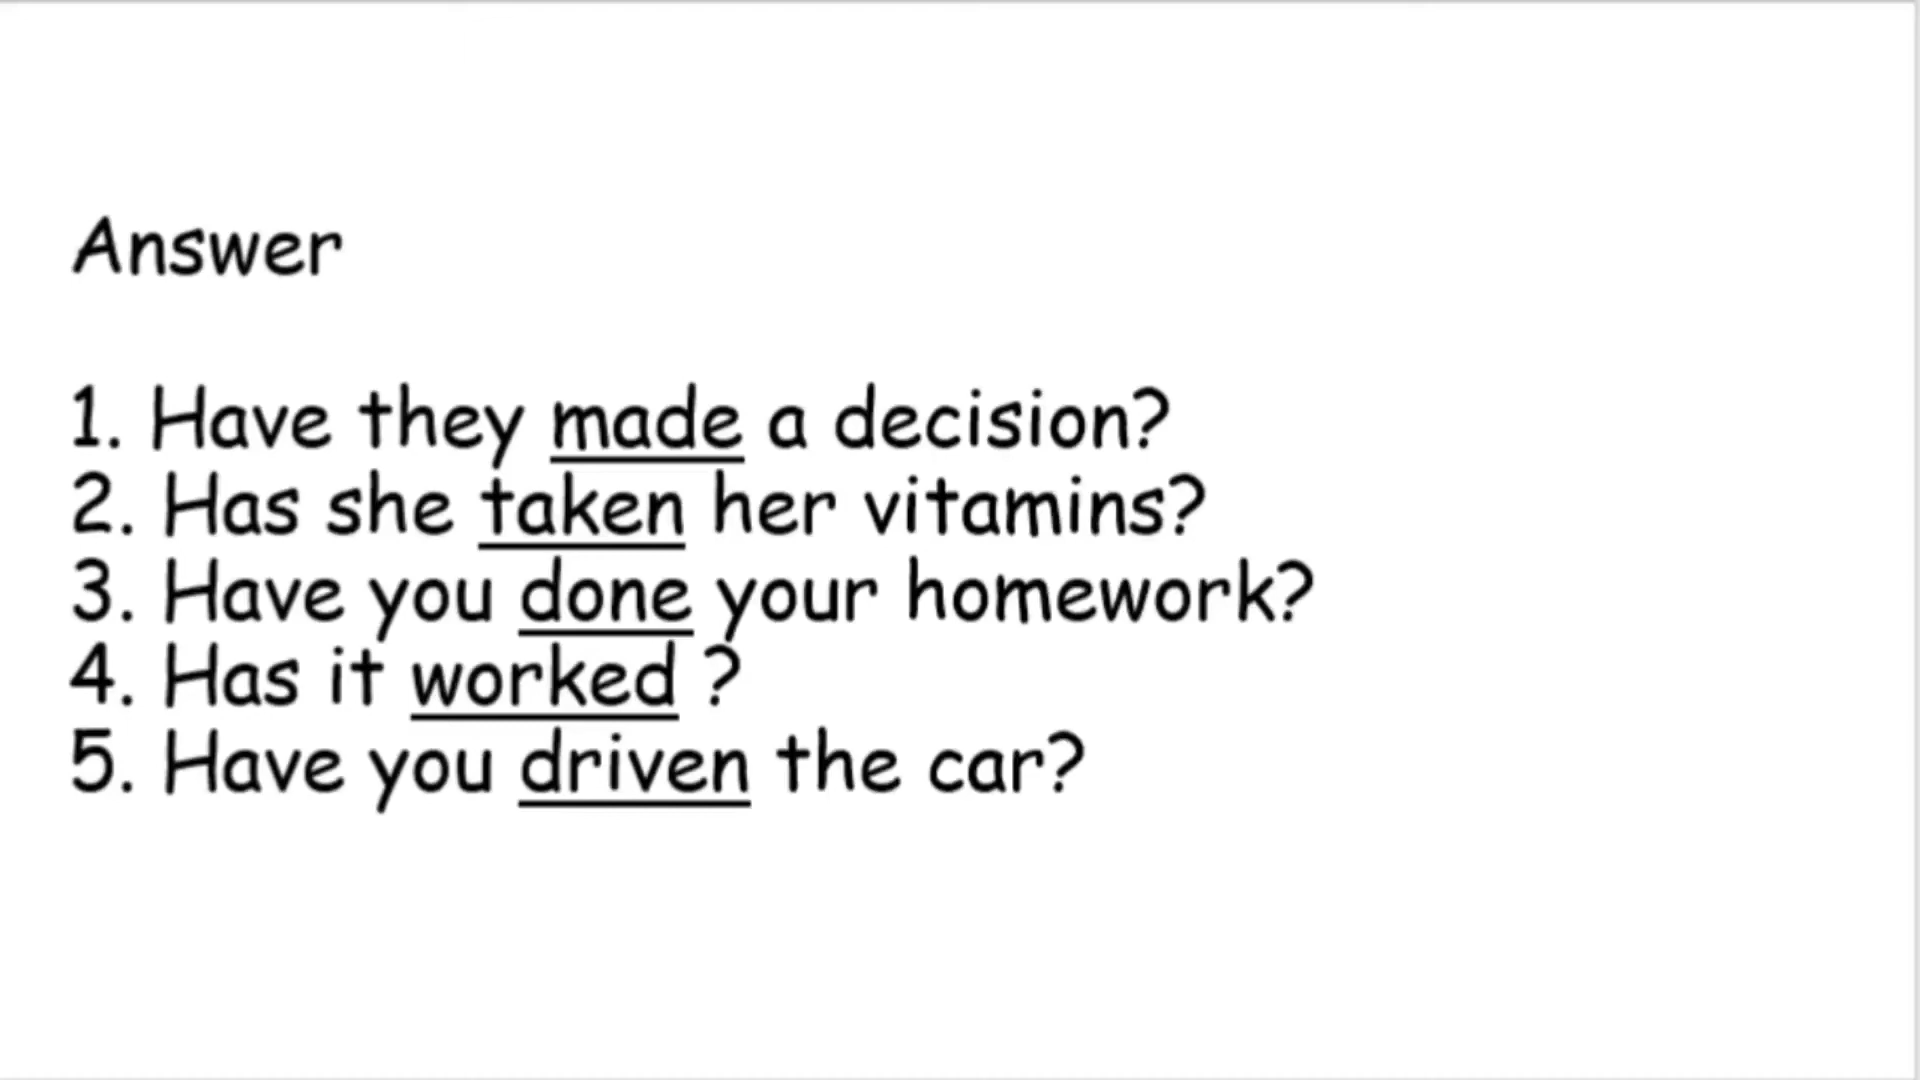 Answer
1. Have they made a decision?
2. Has she taken her vitamins?
3. Have you done your homework?
4. Has it worked ?
5. Have you driven the car?